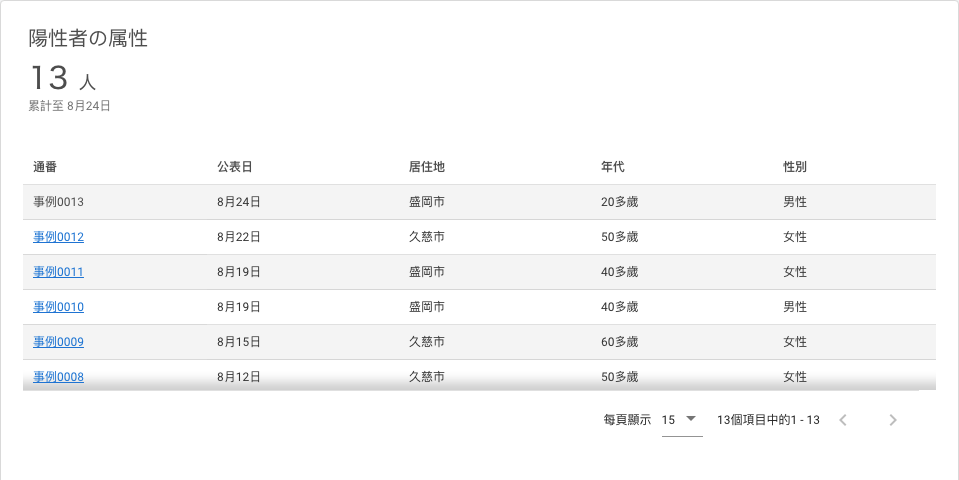 陽性者の属性
13 人
累計至 8月24日
通番 公表日 居住地 年代 性別
事例0013 8月24日 盛岡市 20多歲 男性
事例0012 8月22日 久慈市 50多歲 女性
事例0011 8月19日 盛岡市 40多歲 女性
事例0010 8月19日 盛岡市 40多歲 男性
事例0009 8月15日 久慈市 60多歲 女性
事例0008 8月12日 久慈市 50多歲 女性
每頁顯示 15 13個項目中的1 - 13